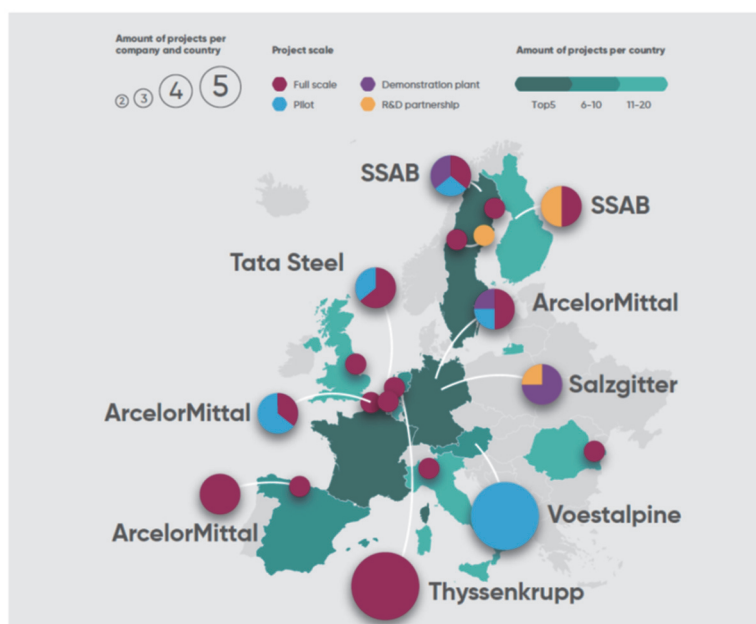 Amount of projects per
company and country
2 3 4 5
Project scale
Full scale
Demonstration plant
Pilot
R&D partnership
Amount of projects per country
Top5 6-10 11-20
SSAB
SSAB
Tata Steel
ArcelorMittal
Salzgitter
ArcelorMittal
ArcelorMittal
Voestalpine
Thyssenkrupp